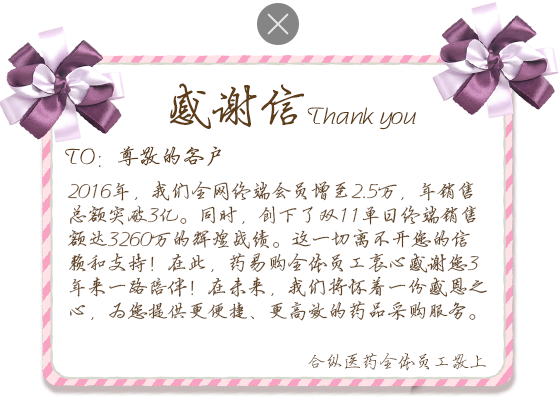 感谢信 Thank you
TO：尊敬的客户
2016年，我们全网终端会员增至2.5万，年销售
总额突破3亿。同时，创下了双11单日终端销售
额达3260万的辉煌战绩。这一切离不开您的信
赖和支持！在此，药易购全体员工衷心感谢您3
年来一路陪伴！在未来，我们将怀着一份感恩之
心，为您提供更便捷、更高效的药品采购服务。
合纵医药全体员工敬上